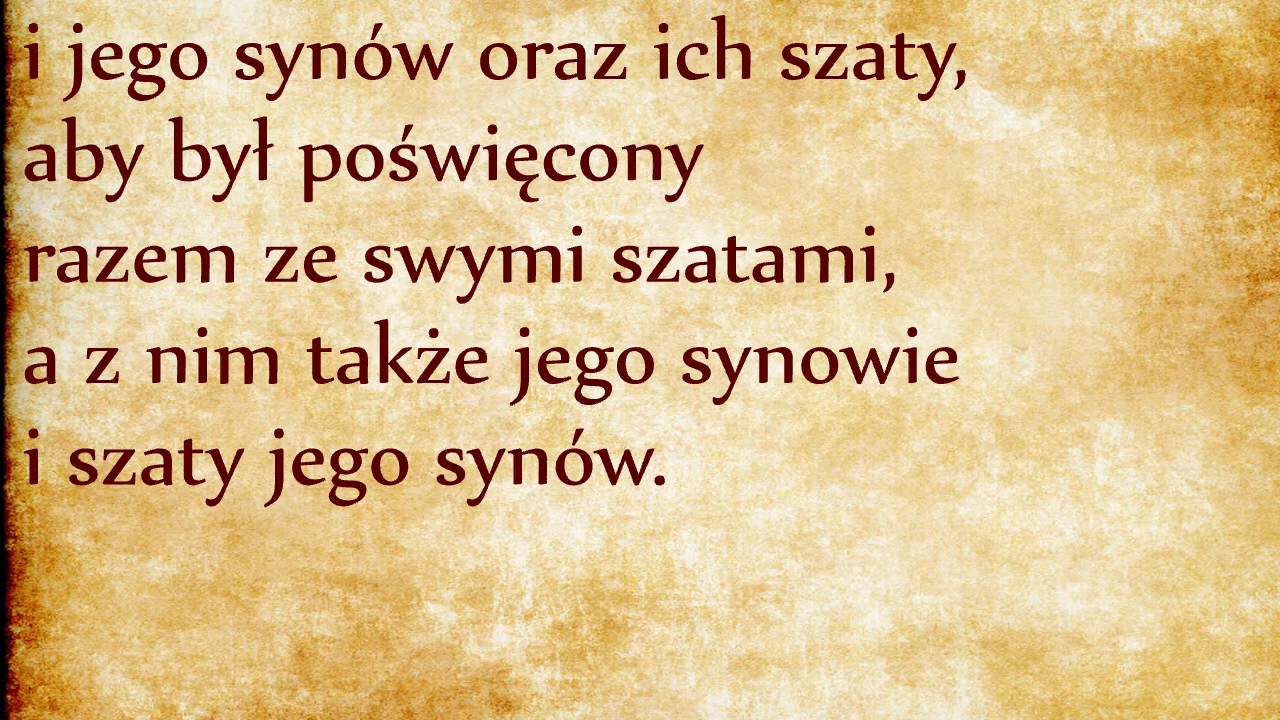 i jego synów oraz ich szaty,
aby był poświęcony
razem ze swymi szatami,
a z nim także jego synowie
i szaty jego synów.